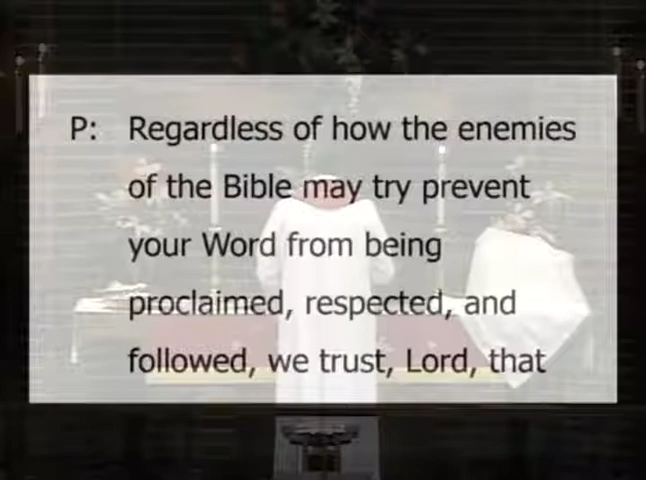 P: Regardless of how the enemies
of the Bible may try prevent
your Word from being
proclaimed, respected, and
followed, we trust, Lord, that